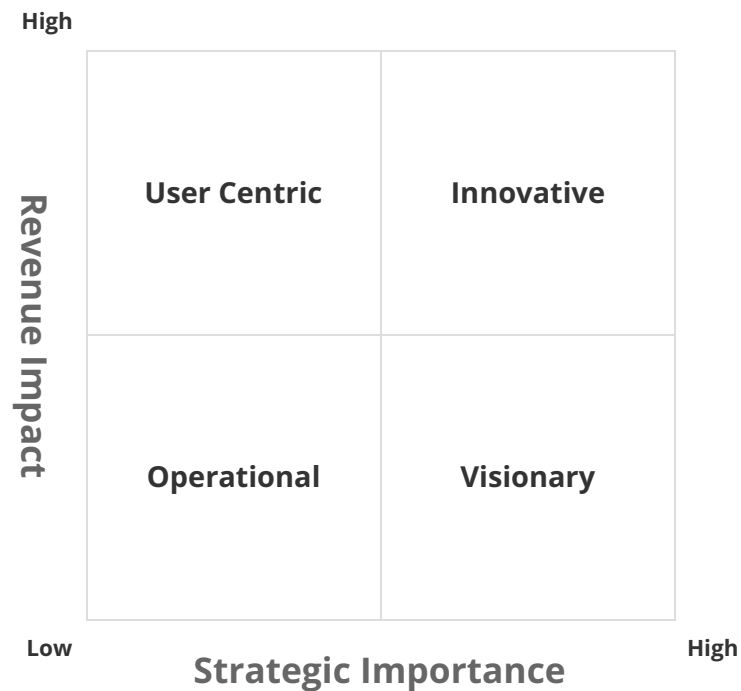 High
User Centric
Innovative
Revenue Impact
Operational
Visionary
Low
High
Strategic Importance